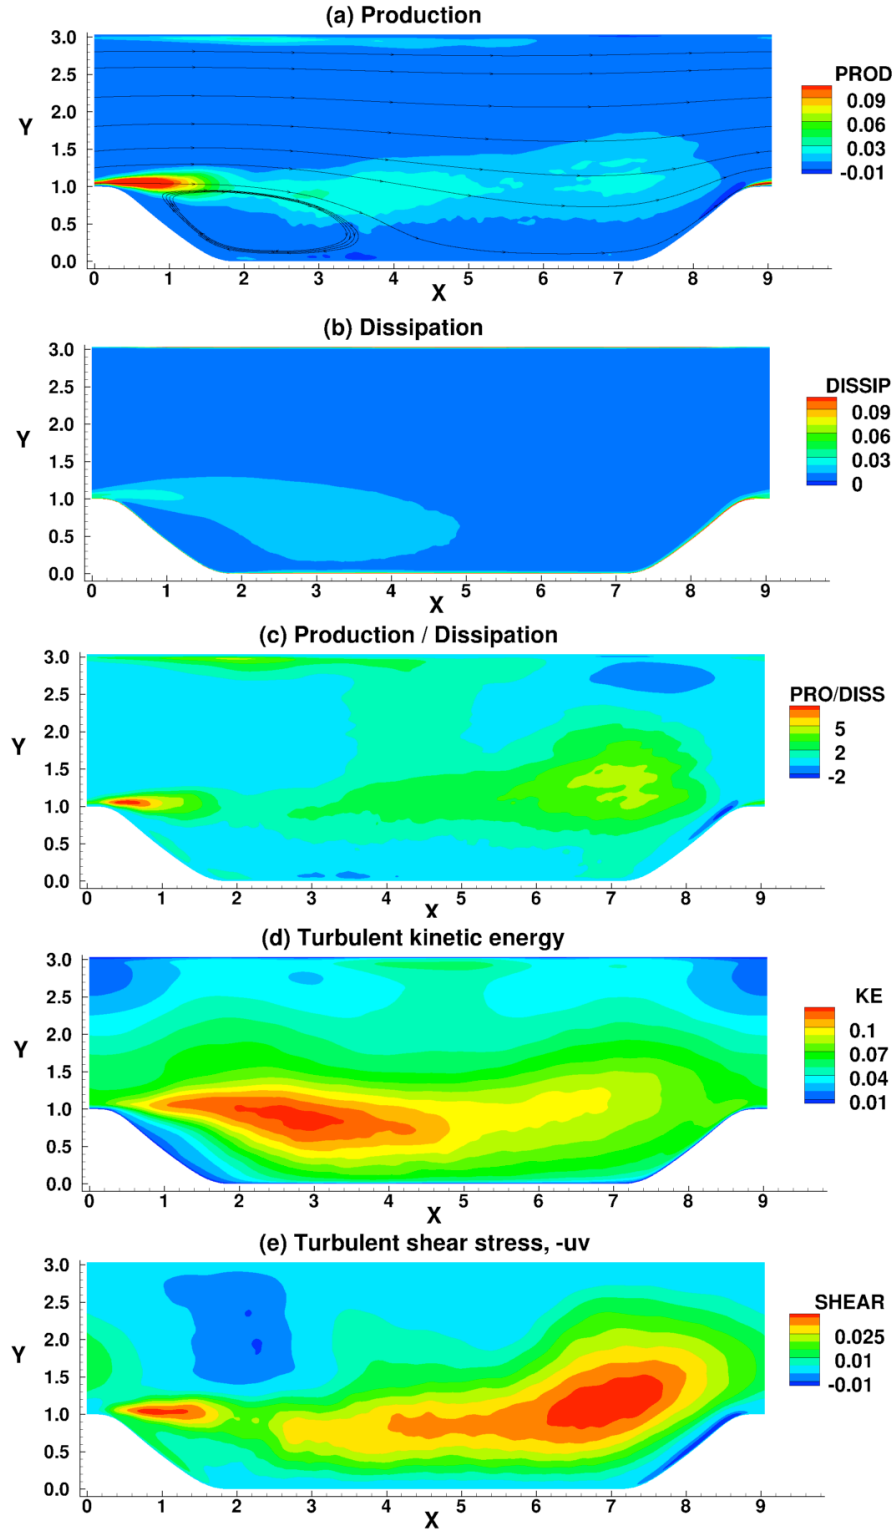 (a) Production
3.0
2.5
2.0
1.5
1.0
0.5
0.0
Y
0 1 2 3 4 5 6 7 8 9
X
PROD
0.09
0.06
0.03
-0.01
(b) Dissipation
3.0
2.5
2.0
1.5
1.0
0.5
0.0
Y
0 1 2 3 4 5 6 7 8 9
X
DISSIP
0.09
0.06
0.03
0
(c) Production / Dissipation
3.0
2.5
2.0
1.5
1.0
0.5
0.0
Y
0 1 2 3 4 5 6 7 8 9
X
PRO/DISS
5
2
-2
(d) Turbulent kinetic energy
3.0
2.5
2.0
1.5
1.0
0.5
0.0
Y
0 1 2 3 4 5 6 7 8 9
X
KE
0.1
0.07
0.04
0.01
(e) Turbulent shear stress, -uv
3.0
2.5
2.0
1.5
1.0
0.5
0.0
Y
0 1 2 3 4 5 6 7 8 9
X
SHEAR
0.025
0.01
-0.01